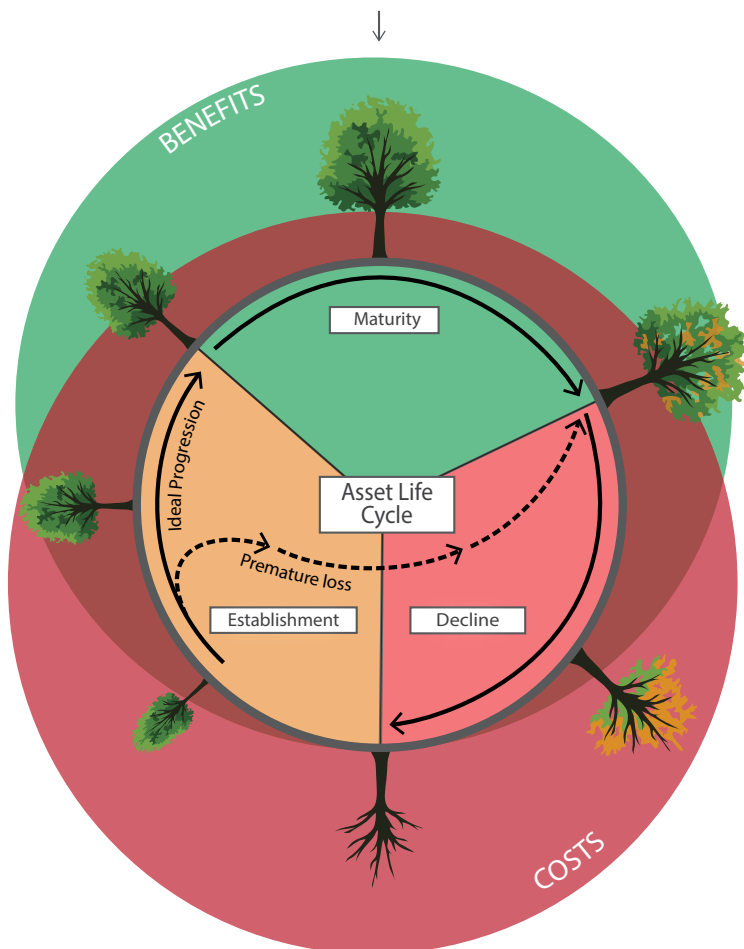 BENEFITS
Maturity
Ideal Progression
Asset Life
Cycle
Premature loss
Establishment
Decline
COSTS